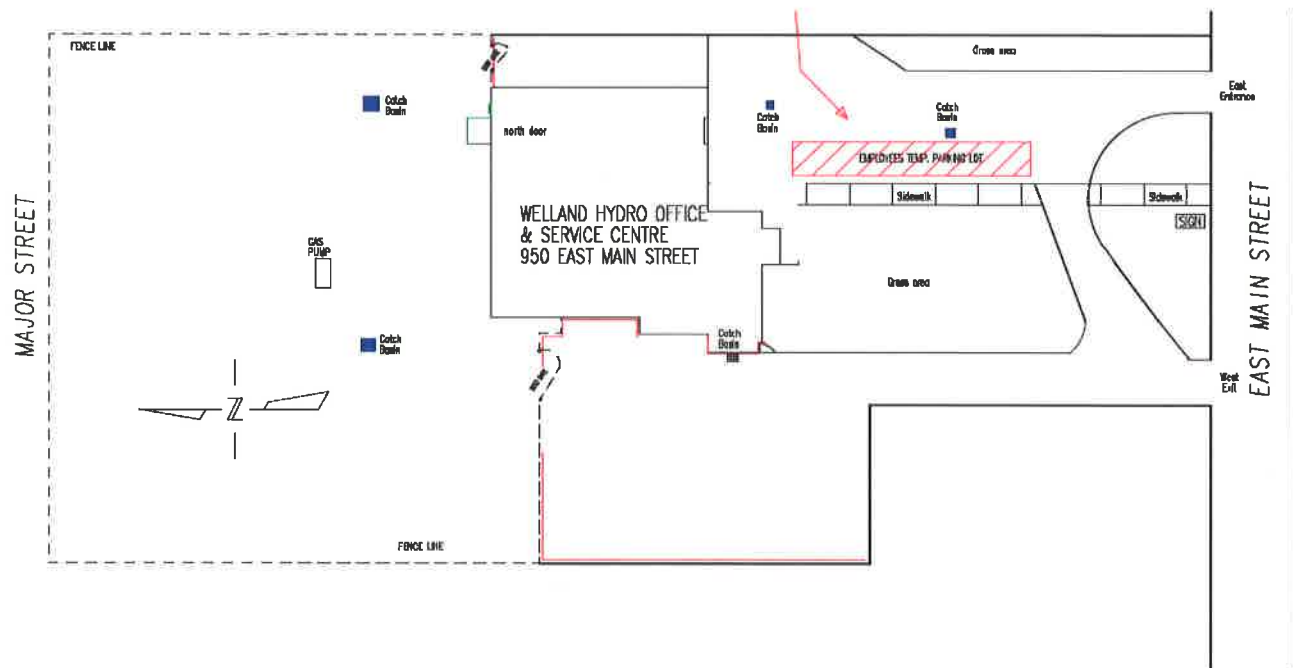 FENCE LINE
Grass area
East
Entrance
Catch
Basin
Catch
Basin
Catch
Basin
north door
EMPLOYEES TEMP. PARKING LOT
Sidewalk
Sidewalk
SIGN
WELLAND HYDRO OFFICE
& SERVICE CENTRE
950 EAST MAIN STREET
MAJOR STREET
EAST MAIN STREET
GAS
PUMP
Grass area
Catch
Basin
Catch
Basin
West
Exit
Z
FENCE LINE